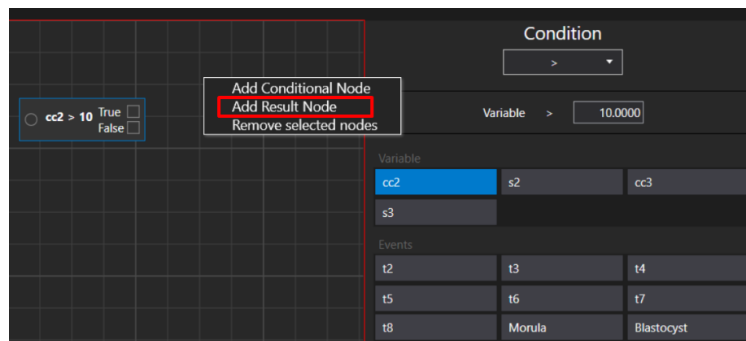 Condition
>
Add Conditional Node
Add Result Node
Remove selected nodes
cc2 > 10 True
False
Variable > 10.0000
Variable
cc2 s2 cc3
s3
Events
t2 t3 t4
t5 t6 t7
t8 Morula Blastocyst